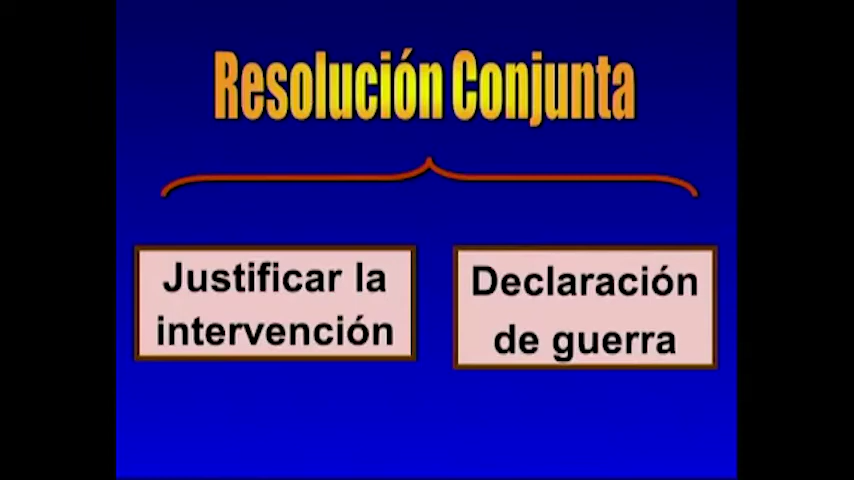 Resolución Conjunta
Justificar la
intervención
Declaración
de guerra